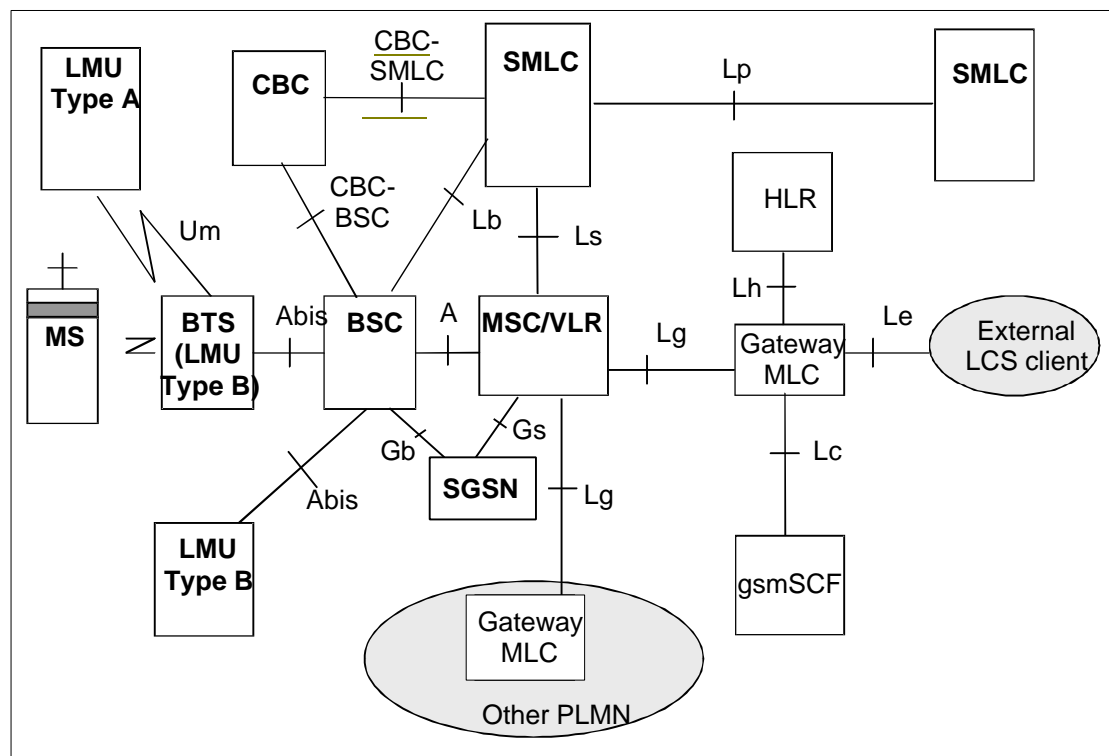 LMU
Type A
CBC
CBC-
SMLC
SMLC
Lp
SMLC
CBC-
BSC
Lb
Ls
HLR
Um
Lh
MS
BTS
(LMU
Type B)
Abis
BSC
A
MSC/VLR
Lg
Gateway
MLC
Le
External
LCS client
Gb
Gs
SGSN
Lg
Lc
Abis
LMU
Type B
gsmSCF
Gateway
MLC
Other PLMN